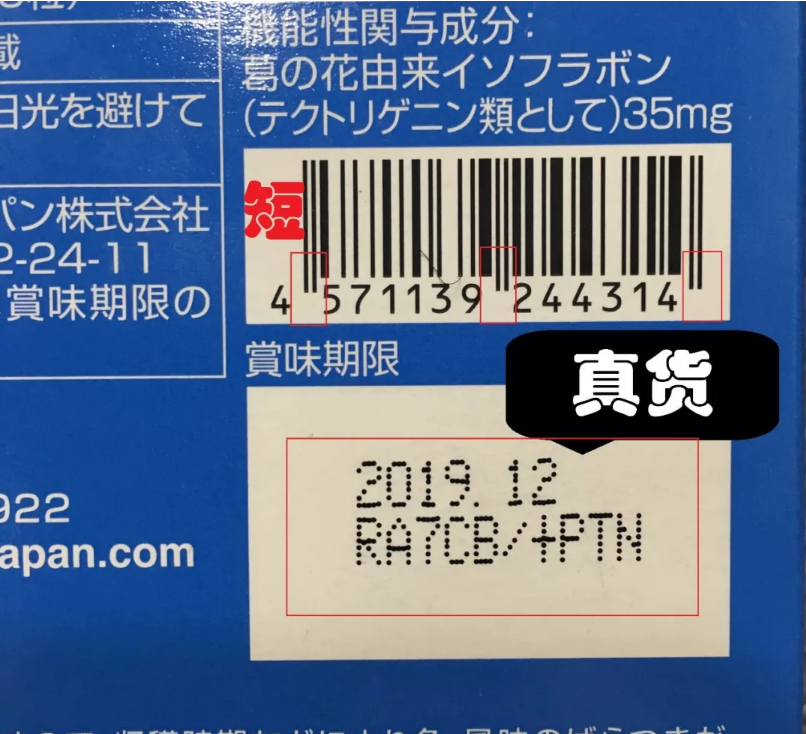 載
日光を避けて
パン株式会社
2-24-11
賞味期限の
922
apan.com
機能性関与成分:
葛の花由来イソフラボン
(テクトリゲニン類として)35mg
短
4 571139 244314
賞味期限
真货
2019.12
RA7CB/+PTN